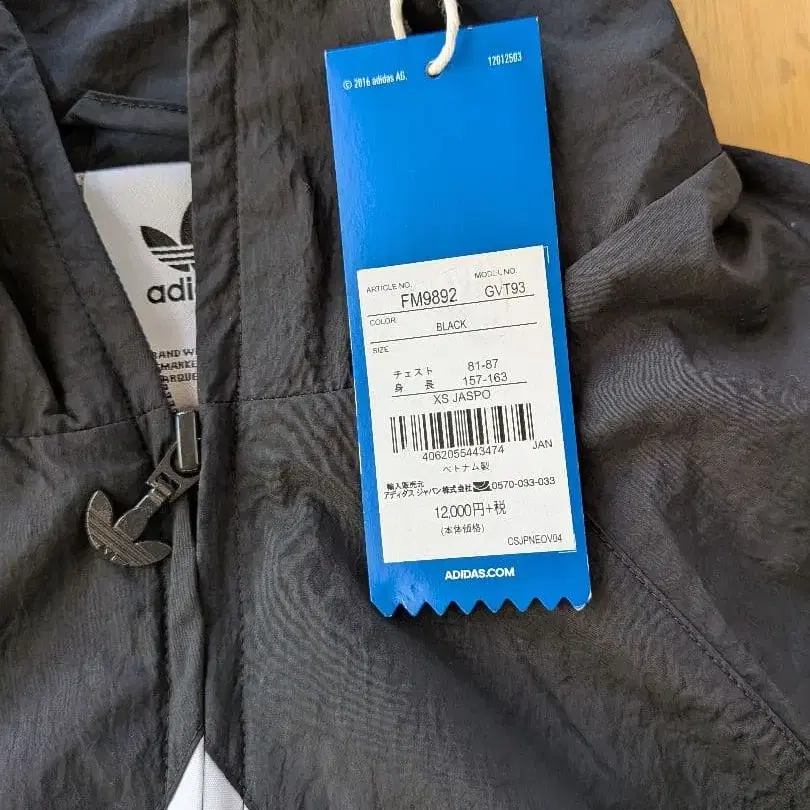 © 2016 adidas AG.
12012503
ARTICLE NO.
MODEL NO.
FM9892
GVT93
COLOR
BLACK
SIZE
チェスト 81-87
身長 157-163
XS JASPO
4062055443474
JAN
ベトナム製
輸入販売元
アディダス ジャパン株式会社 0570-033-033
12,000円+税
(本体価格)
CSJPNEOV04
ADIDAS.COM
adi
RAND W
MARKE
ARQUE